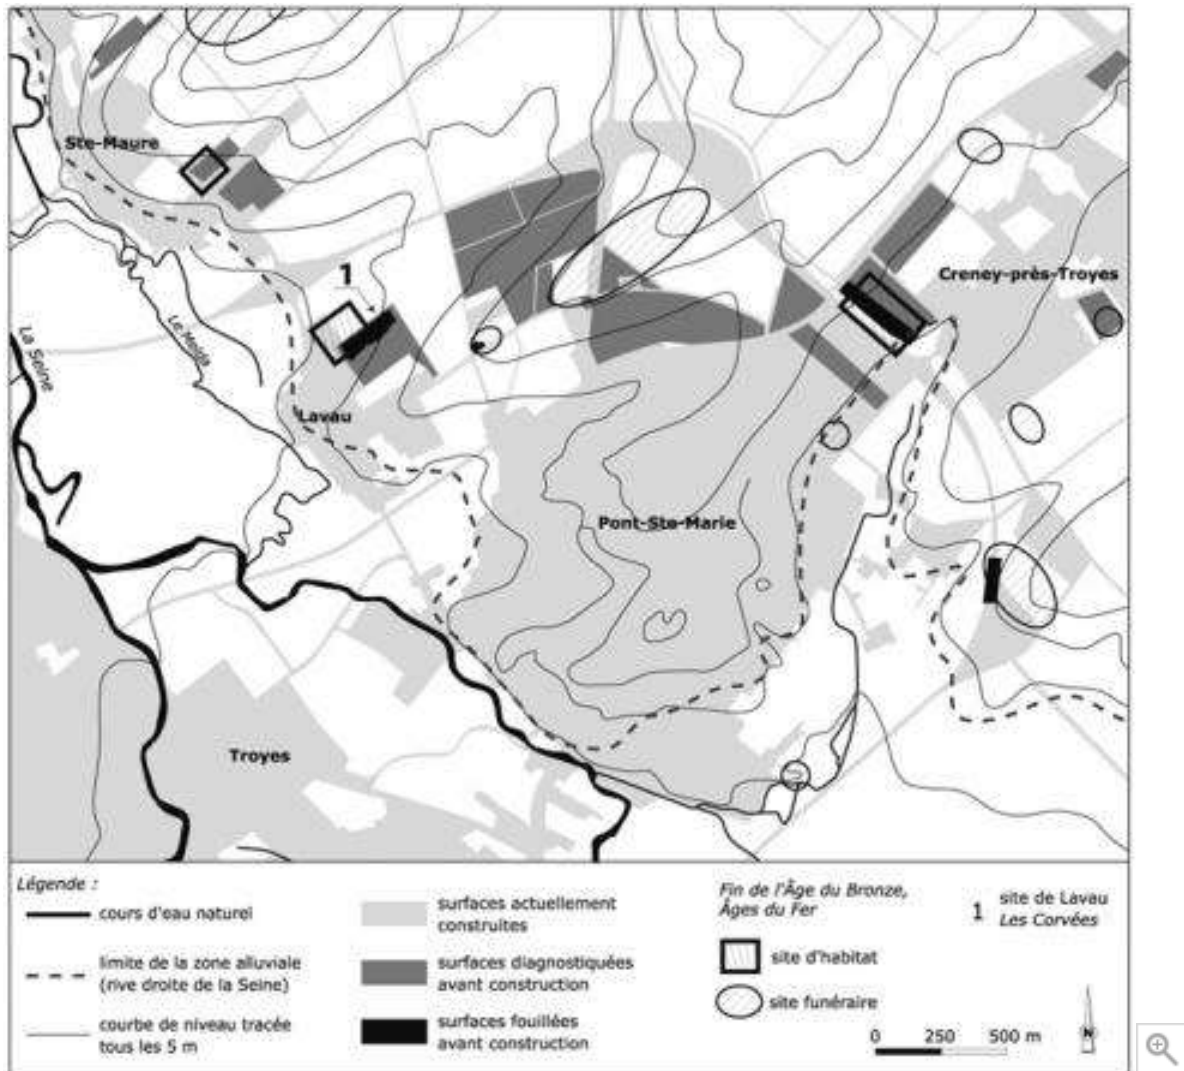 Ste-Maure
1
Creney-près-Troyes
La Seine
Le Melda
Lavau
Pont-Ste-Marie
Troyes
Légende :
cours d'eau naturel
limite de la zone alluviale
(rive droite de la Seine)
courbe de niveau tracée
tous les 5 m
surfaces actuellement
construites
surfaces diagnostiquées
avant construction
surfaces fouillées
avant construction
Fin de l'Âge du Bronze,
Âges du Fer
site d'habitat
site funéraire
1 site de Lavau
Les Corvées
0 250 500 m
N